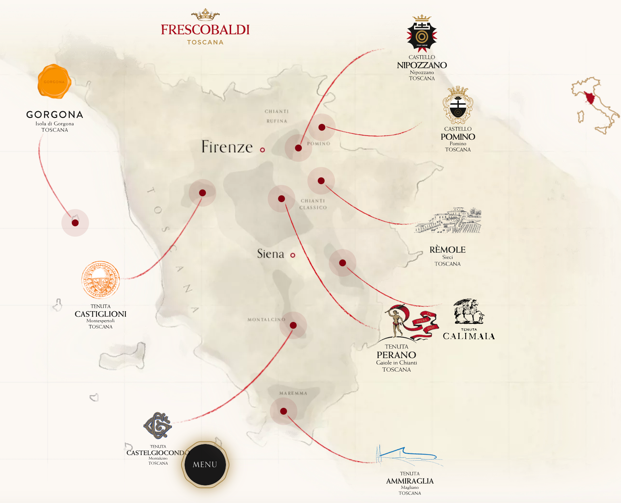 FRESCOBALDI
TOSCANA
CASTELLO
NIPOZZANO
Nipozzano
TOSCANA
GORGONA
Isola di Gorgona
TOSCANA
CHIANTI
RUFINA
CASTELLO
POMINO
Pomino
TOSCANA
Firenze
POMINO
CHIANTI
CLASSICO
TOSCANA
RÈMOLE
Sieci
TOSCANA
Siena
TENUTA
CASTIGLIONI
Montespertoli
TOSCANA
MONTALCINO
TENUTA
PERANO
Gaiole in Chianti
TOSCANA
TENUTA
CALIMAIA
MAREMMA
TENUTA
CASTELGIOCONDO
Montalcino
TOSCANA
MENU
TENUTA
AMMIRAGLIA
Magliano
TOSCANA